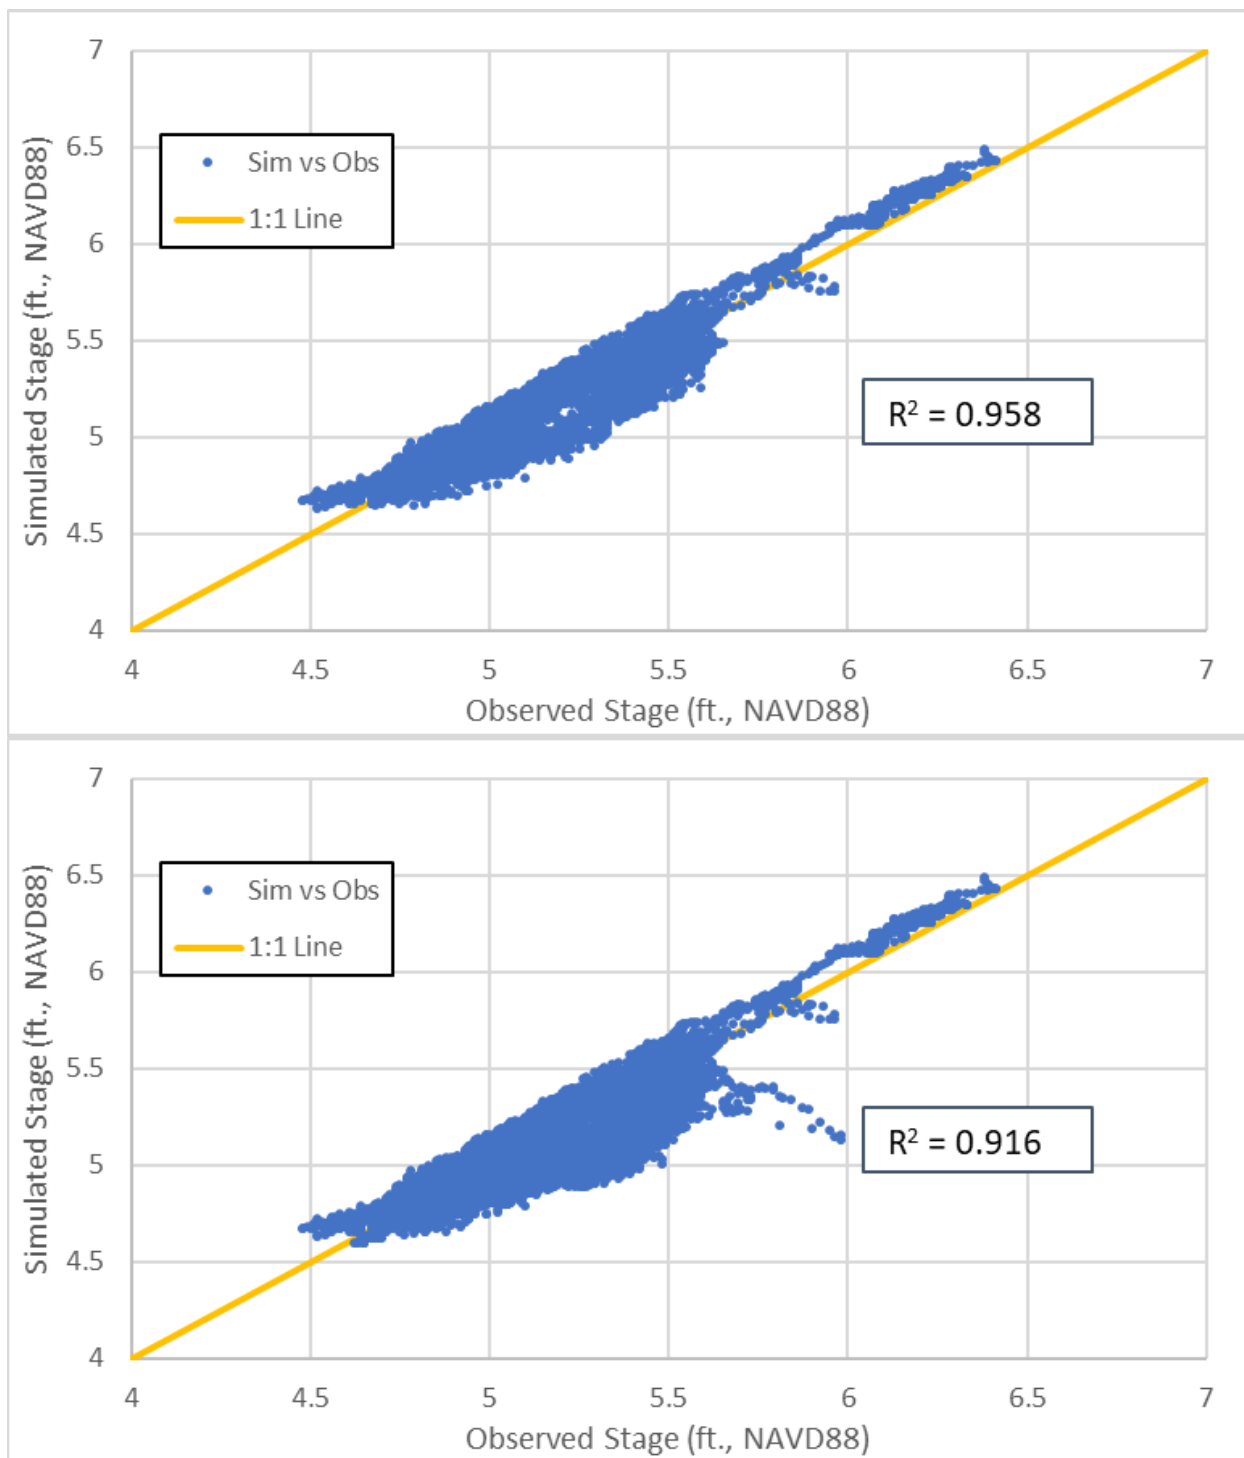 7
6.5
6
5.5
5
4.5
4
Simulated Stage (ft., NAVD88)
Sim vs Obs
1:1 Line
R² = 0.958
4
4.5
5
5.5
6
6.5
7
Observed Stage (ft., NAVD88)
7
6.5
6
5.5
5
4.5
4
Simulated Stage (ft., NAVD88)
Sim vs Obs
1:1 Line
R² = 0.916
4
4.5
5
5.5
6
6.5
7
Observed Stage (ft., NAVD88)